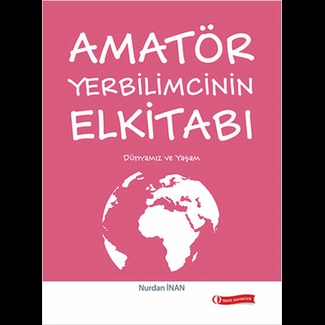 AMATÖR
YERBİLİMCİNİN
ELKİTABI
Dünyamız ve Yaşam
Nurdan İNAN